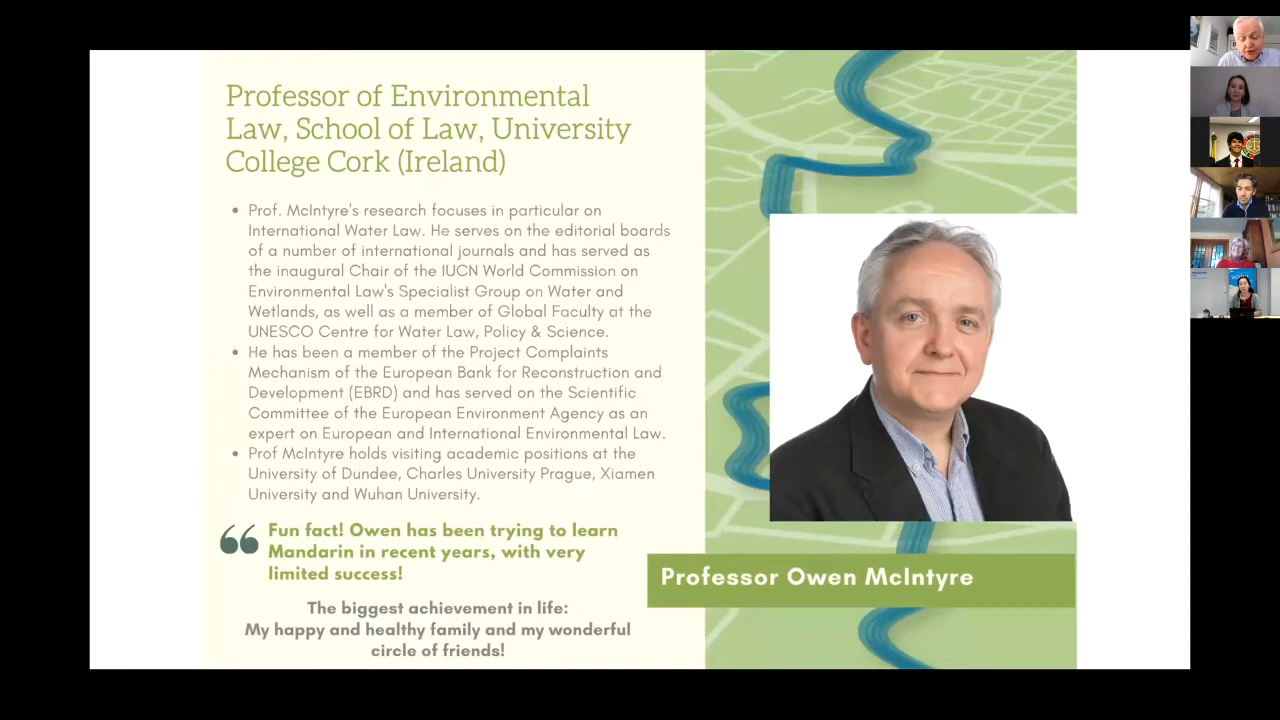 Professor of Environmental
Law, School of Law, University
College Cork (Ireland)
Prof. McIntyre's research focuses in particular on
International Water Law. He serves on the editorial boards
of a number of international journals and has served as
the inaugural Chair of the IUCN World Commission on
Environmental Law's Specialist Group on Water and
Wetlands, as well as a member of Global Faculty at the
UNESCO Centre for Water Law, Policy & Science.
He has been a member of the Project Complaints
Mechanism of the European Bank for Reconstruction and
Development (EBRD) and has served on the Scientific
Committee of the European Environment Agency as an
expert on European and International Environmental Law.
Prof McIntyre holds visiting academic positions at the
University of Dundee, Charles University Prague, Xiamen
University and Wuhan University.
Fun fact! Owen has been trying to learn
Mandarin in recent years, with very
limited success!
The biggest achievement in life:
My happy and healthy family and my wonderful
circle of friends!
Professor Owen McIntyre